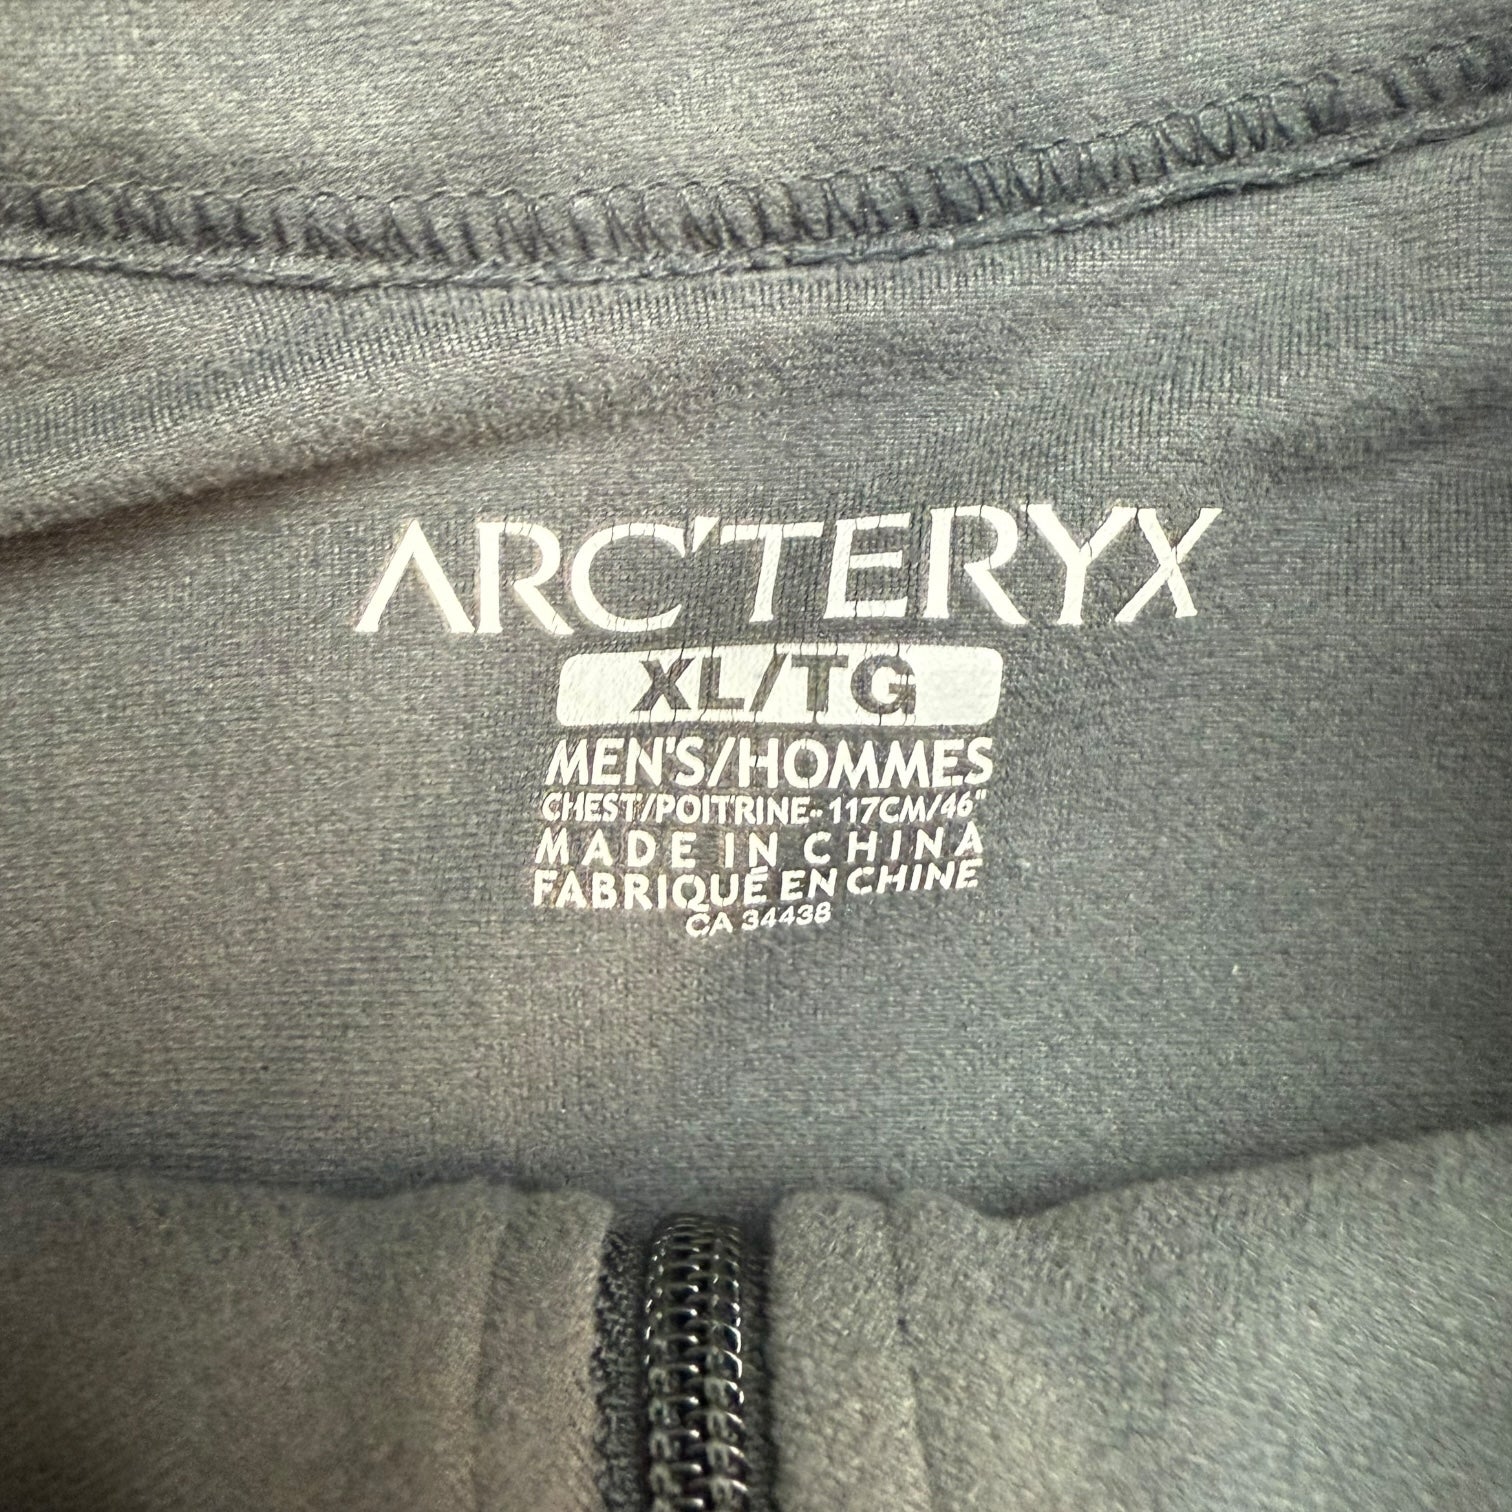 ARC'TERYX
XL/TG
MEN'S/HOMMES
CHEST/POITRINE- 117CM/46"
MADE IN CHINA
FABRIQUÉ EN CHINE
CA 34438